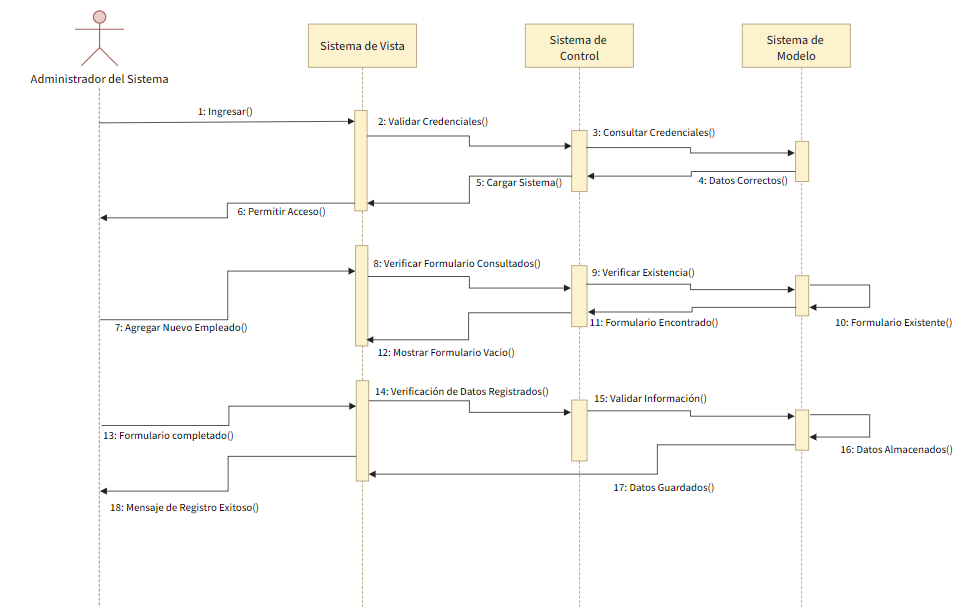 Administrador del Sistema
Sistema de Vista
Sistema de
Control
Sistema de
Modelo
1: Ingresar()
2: Validar Credenciales()
3: Consultar Credenciales()
4: Datos Correctos()
5: Cargar Sistema()
6: Permitir Acceso()
7: Agregar Nuevo Empleado()
8: Verificar Formulario Consultados()
9: Verificar Existencia()
10: Formulario Existente()
11: Formulario Encontrado()
12: Mostrar Formulario Vacio()
13: Formulario completado()
14: Verificación de Datos Registrados()
15: Validar Información()
16: Datos Almacenados()
17: Datos Guardados()
18: Mensaje de Registro Exitoso()